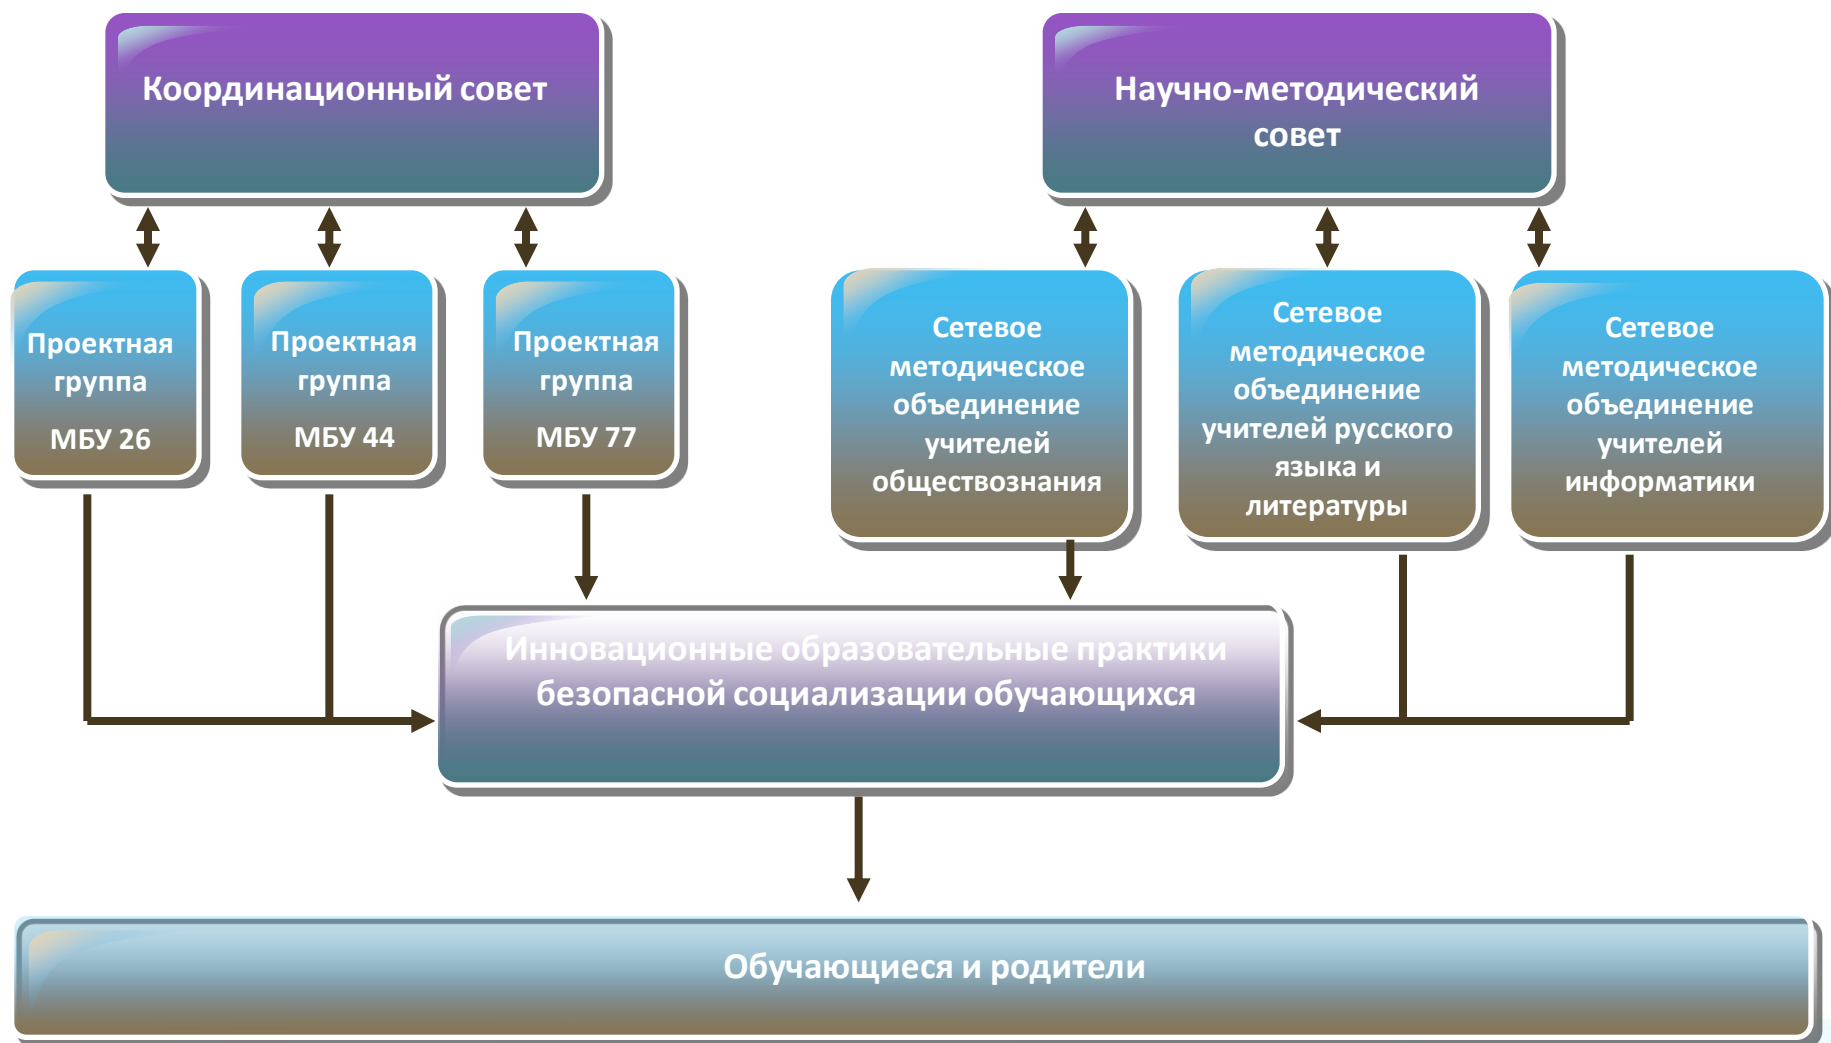 Координационный совет
Научно-методический
совет
Проектная
группа
МБУ 26
Проектная
группа
МБУ 44
Проектная
группа
МБУ 77
Сетевое
методическое
объединение
учителей
обществознания
Сетевое
методическое
объединение
учителей русского
языка и
литературы
Сетевое
методическое
объединение
учителей
информатики
Инновационные образовательные практики
безопасной социализации обучающихся
Обучающиеся и родители